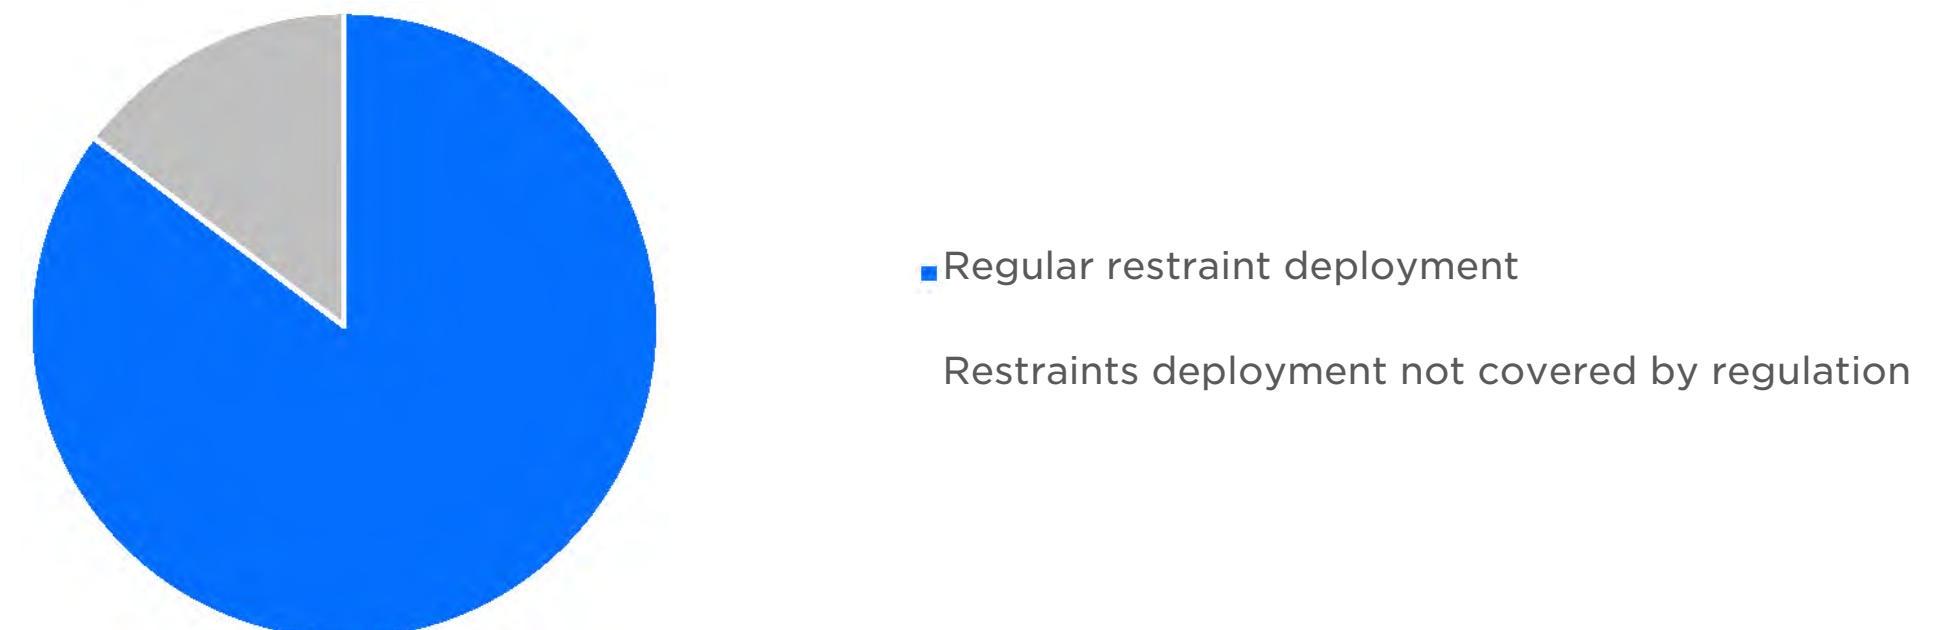 Regular restraint deployment
Restraints deployment not covered by regulation